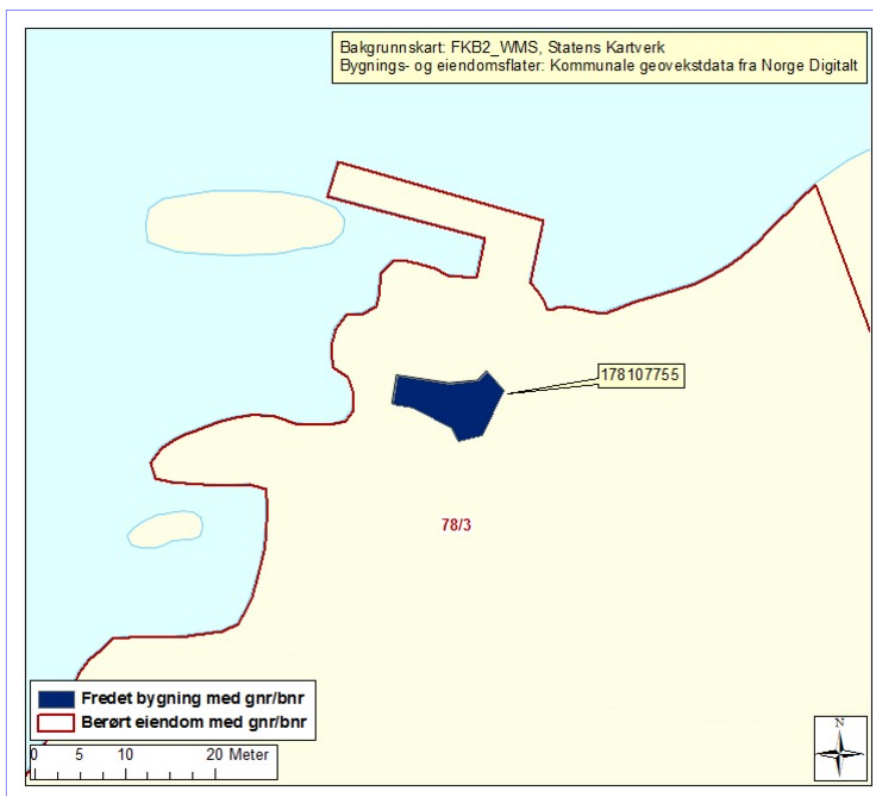 Bakgrunnskart: FKB2_WMS, Statens Kartverk
Bygnings- og eiendomsflater: Kommunale geovekstdata fra Norge Digitalt
178107755
78/3
Fredet bygning med gnr/bnr
Berørt eiendom med gnr/bnr
0 5 10 20 Meter
N